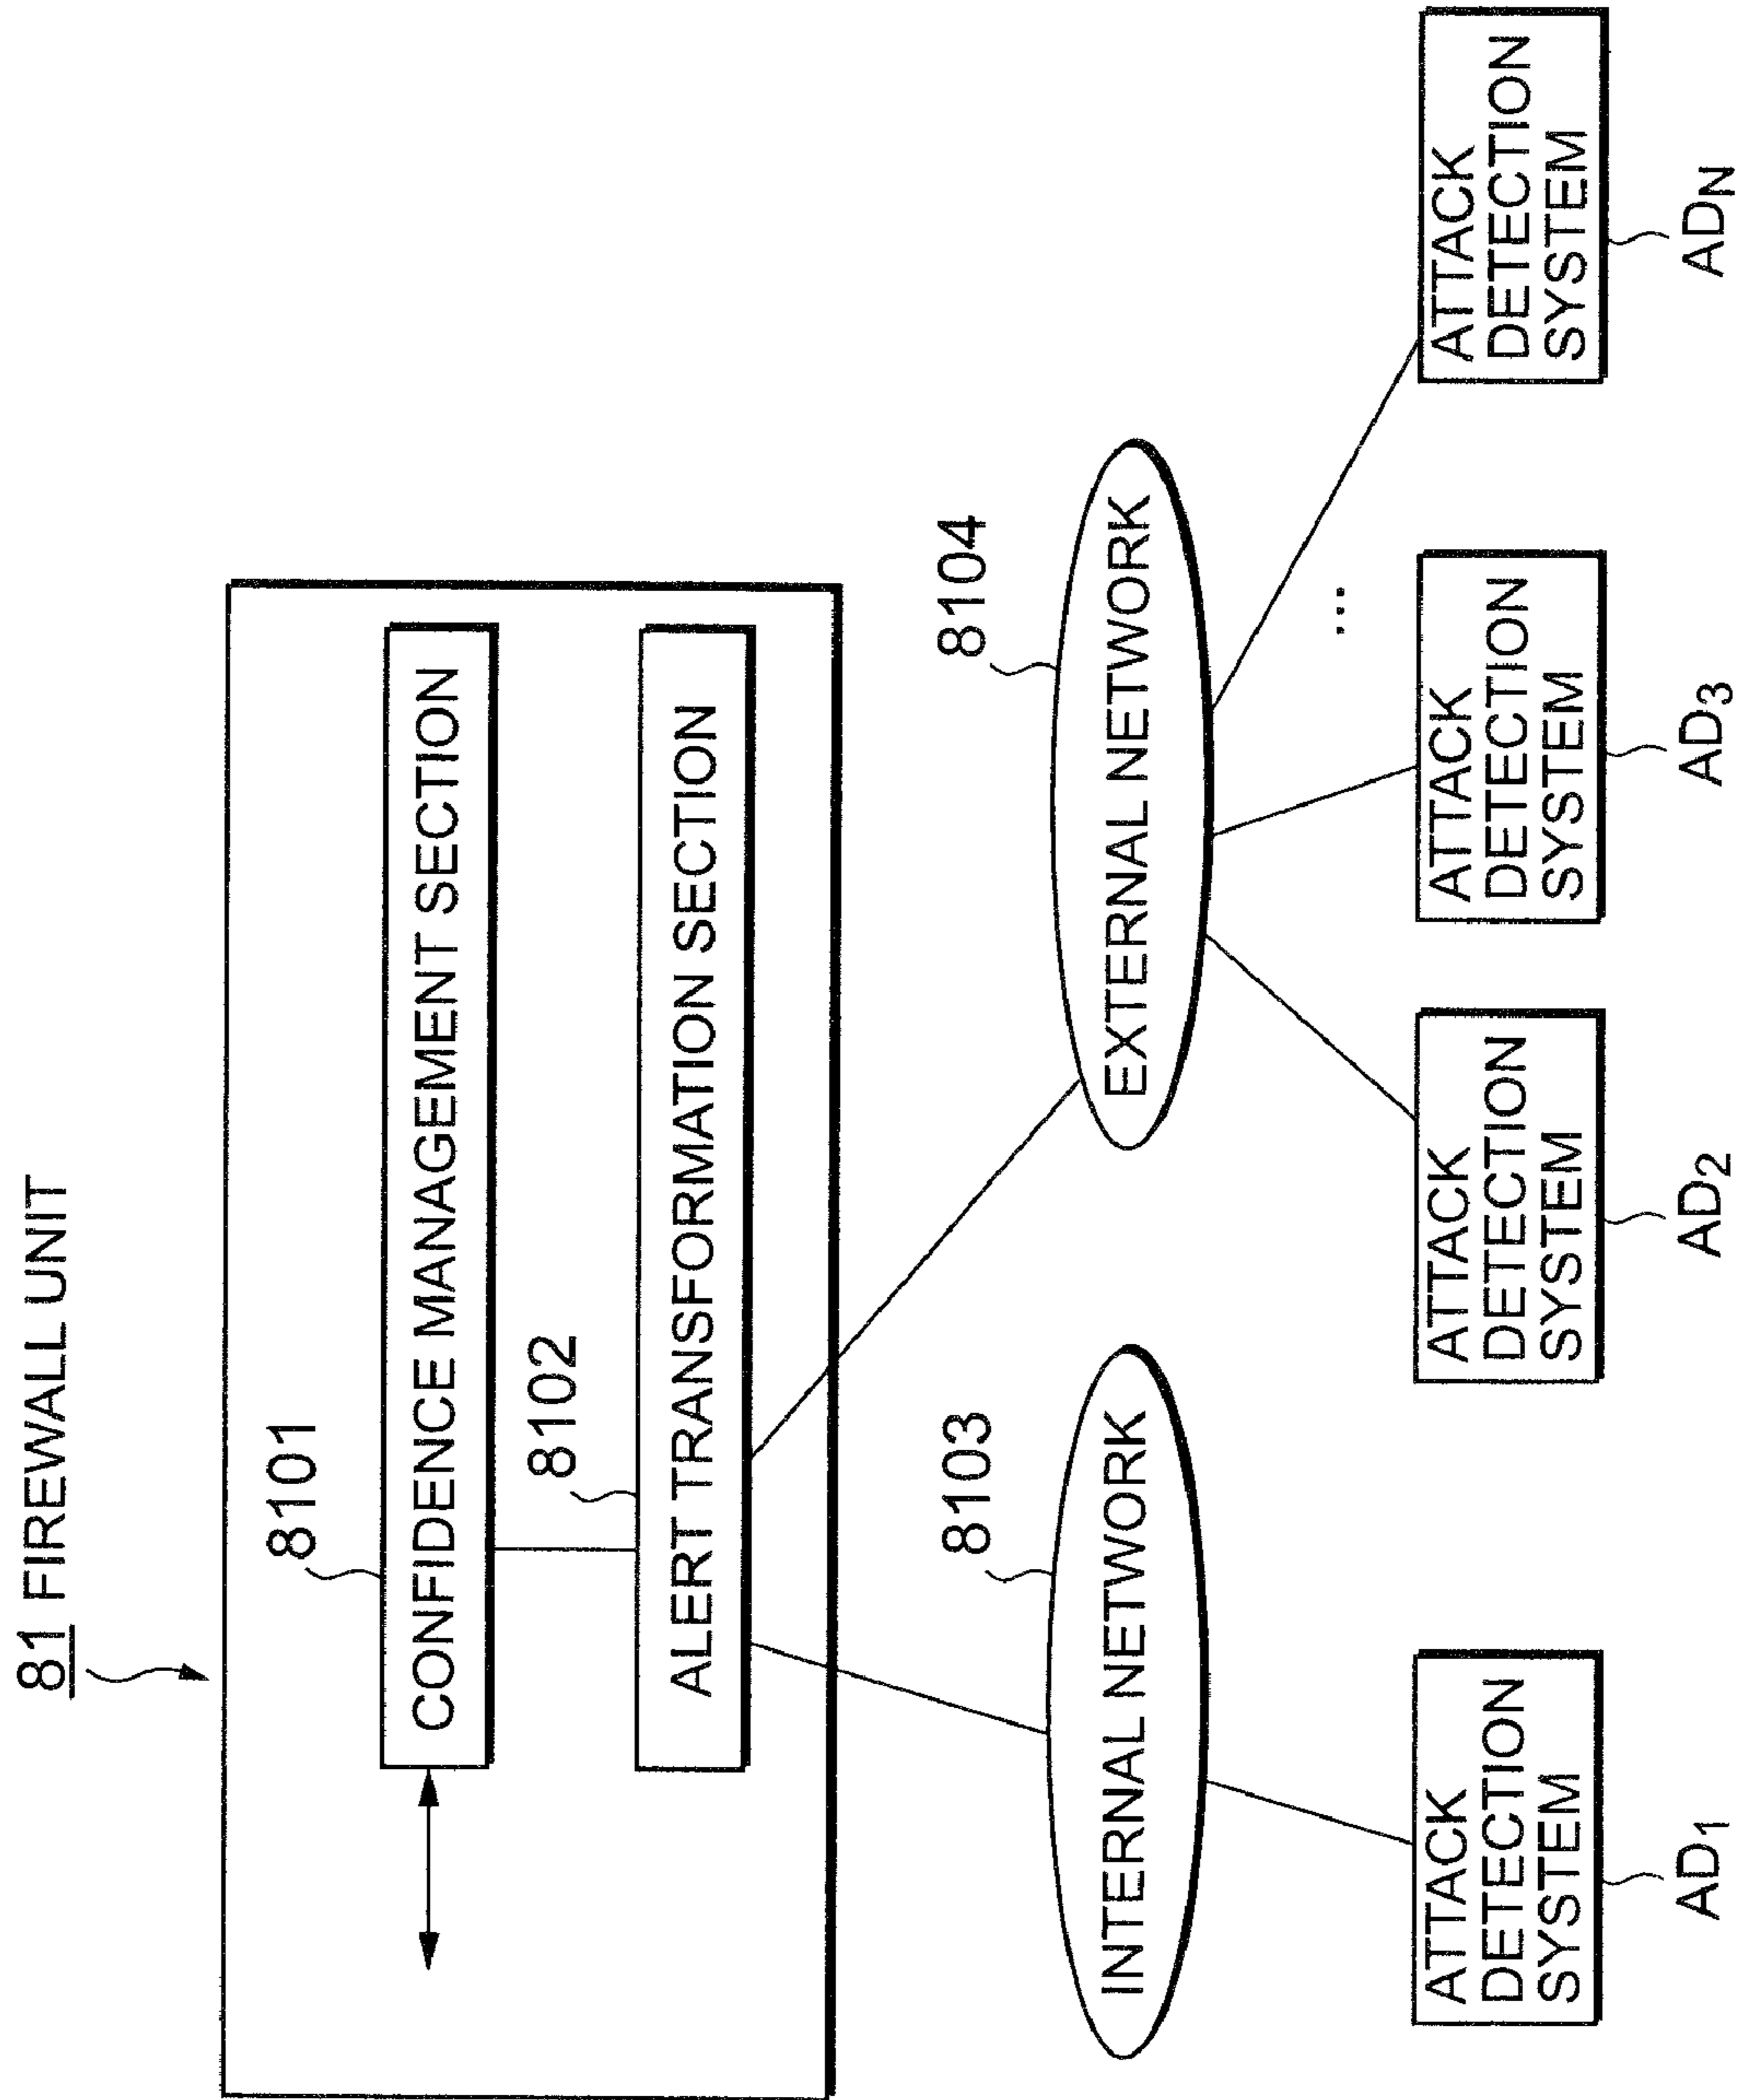 81 FIREWALL UNIT
8101
CONFIDENCE MANAGEMENT SECTION
8102
ALERT TRANSFORMATION SECTION
8103
INTERNAL NETWORK
8104
EXTERNAL NETWORK
ATTACK
DETECTION
SYSTEM
AD1
ATTACK
DETECTION
SYSTEM
AD2
ATTACK
DETECTION
SYSTEM
AD3
...
ATTACK
DETECTION
SYSTEM
ADN